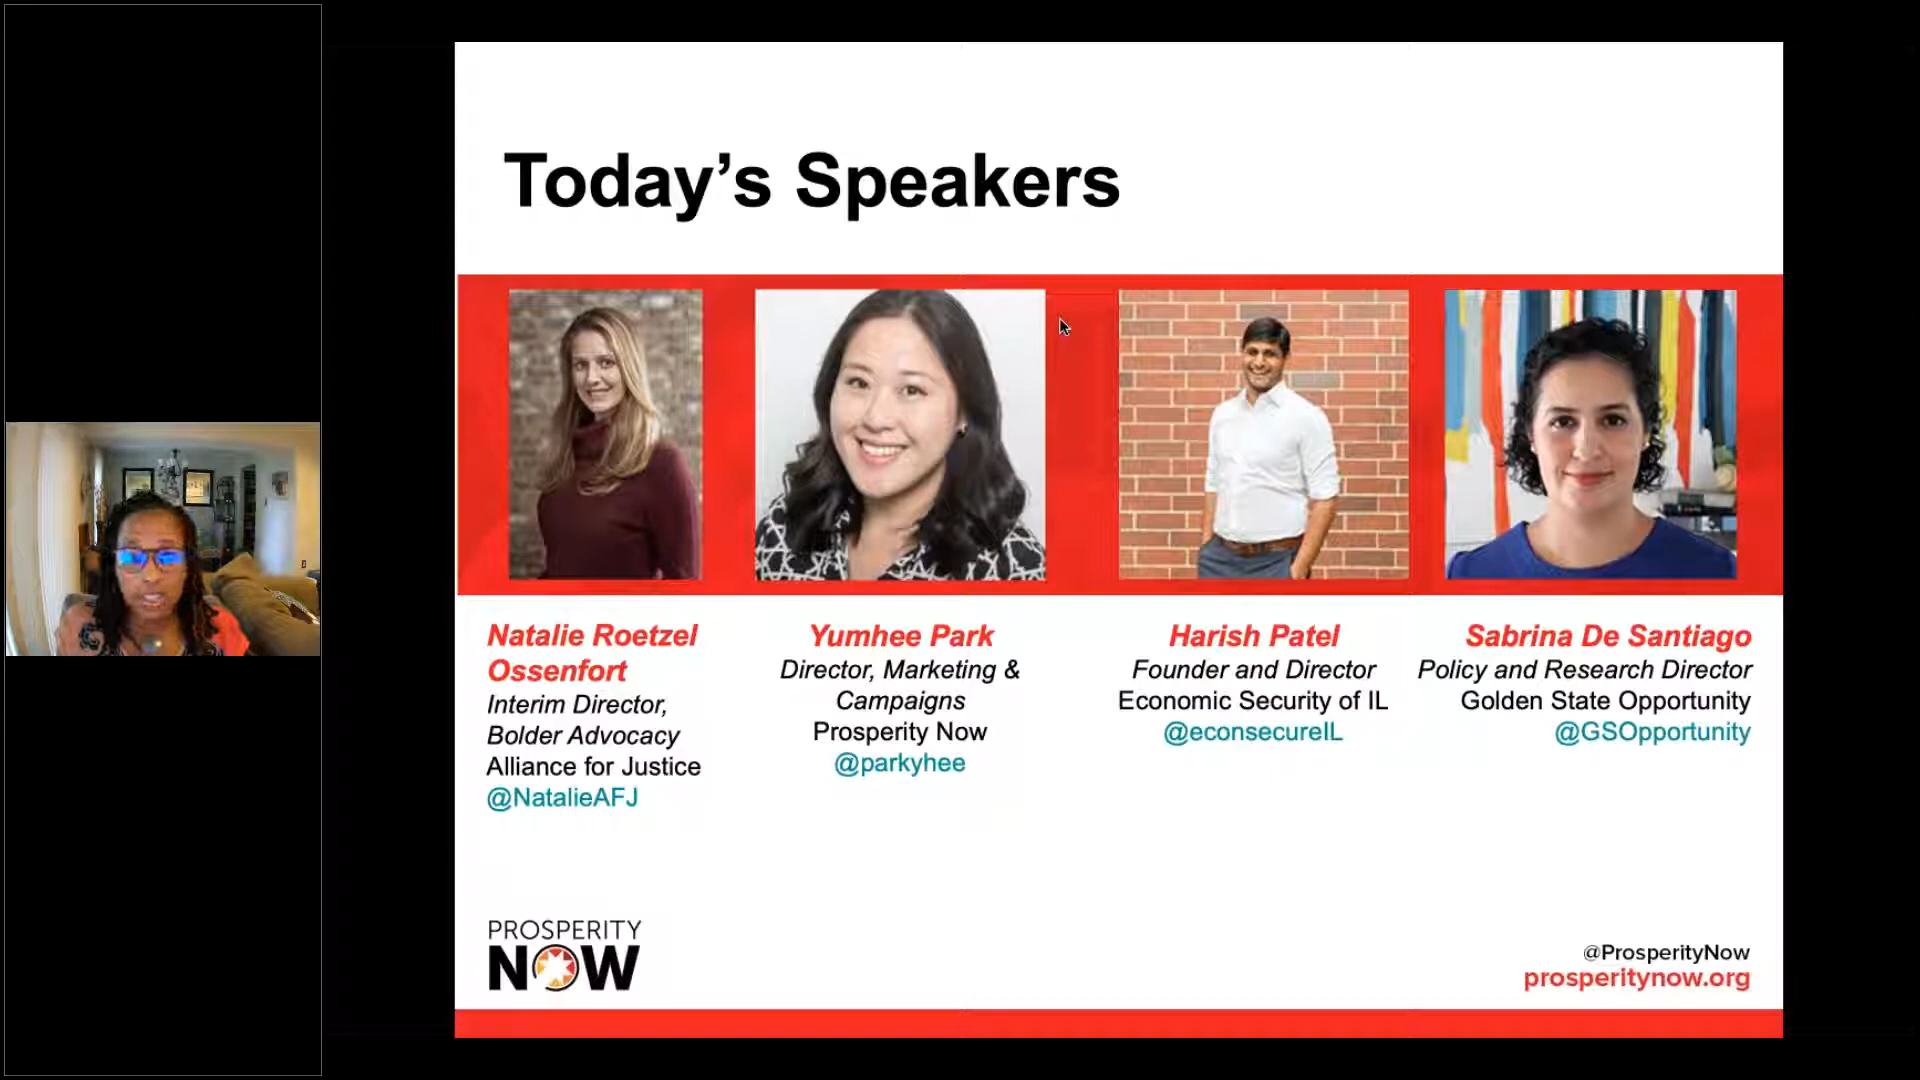 Today’s Speakers
Natalie Roetzel
Ossenfort
Interim Director,
Bolder Advocacy
Alliance for Justice
@NatalieAFJ
Yumhee Park
Director, Marketing &
Campaigns
Prosperity Now
@parkyhee
Harish Patel
Founder and Director
Economic Security of IL
@econsecureIL
Sabrina De Santiago
Policy and Research Director
Golden State Opportunity
@GSOpportunity
PROSPERITY
NOW
@ProsperityNow
prosperitynow.org